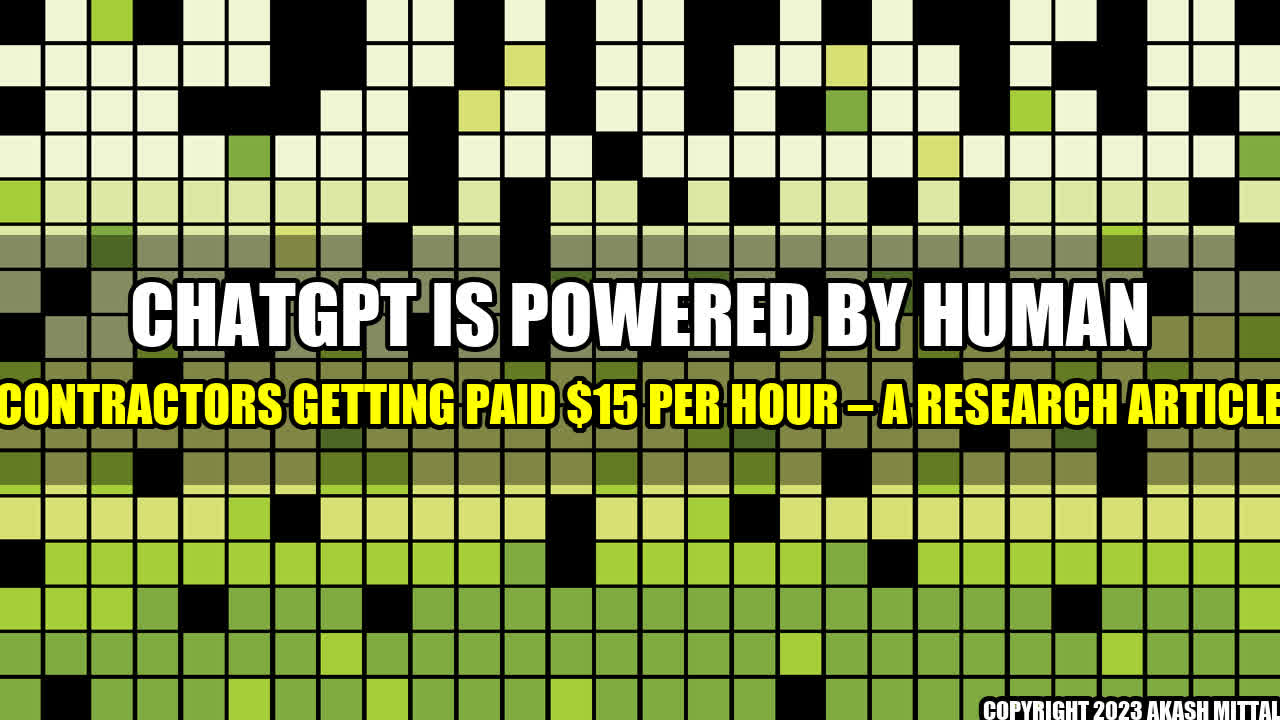 CHATGPT IS POWERED BY HUMAN
CONTRACTORS GETTING PAID $15 PER HOUR – A RESEARCH ARTICLE
COPYRIGHT 2023 AKASH MITTAL